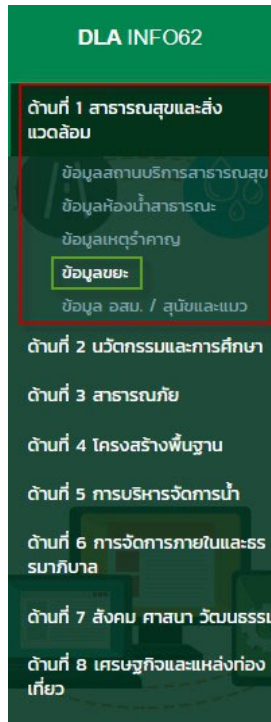 DLA INFO62
ด้านที่ 1 สาธารณสุขและสิ่ง
แวดล้อม
ข้อมูลสถานบริการสาธารณสุข
ข้อมูลห้องน้ำสาธารณะ
ข้อมูลเหตุรำคาญ
ข้อมูลขยะ
ข้อมูล อสม. / สุนัขและแมว
ด้านที่ 2 นวัตกรรมและการศึกษา
ด้านที่ 3 สาธารณภัย
ด้านที่ 4 โครงสร้างพื้นฐาน
ด้านที่ 5 การบริหารจัดการน้ำ
ด้านที่ 6 การจัดการภายในและธร
รมาภิบาล
ด้านที่ 7 สังคม ศาสนา วัฒนธรรม
ด้านที่ 8 เศรษฐกิจและแหล่งท่อง
เที่ยว